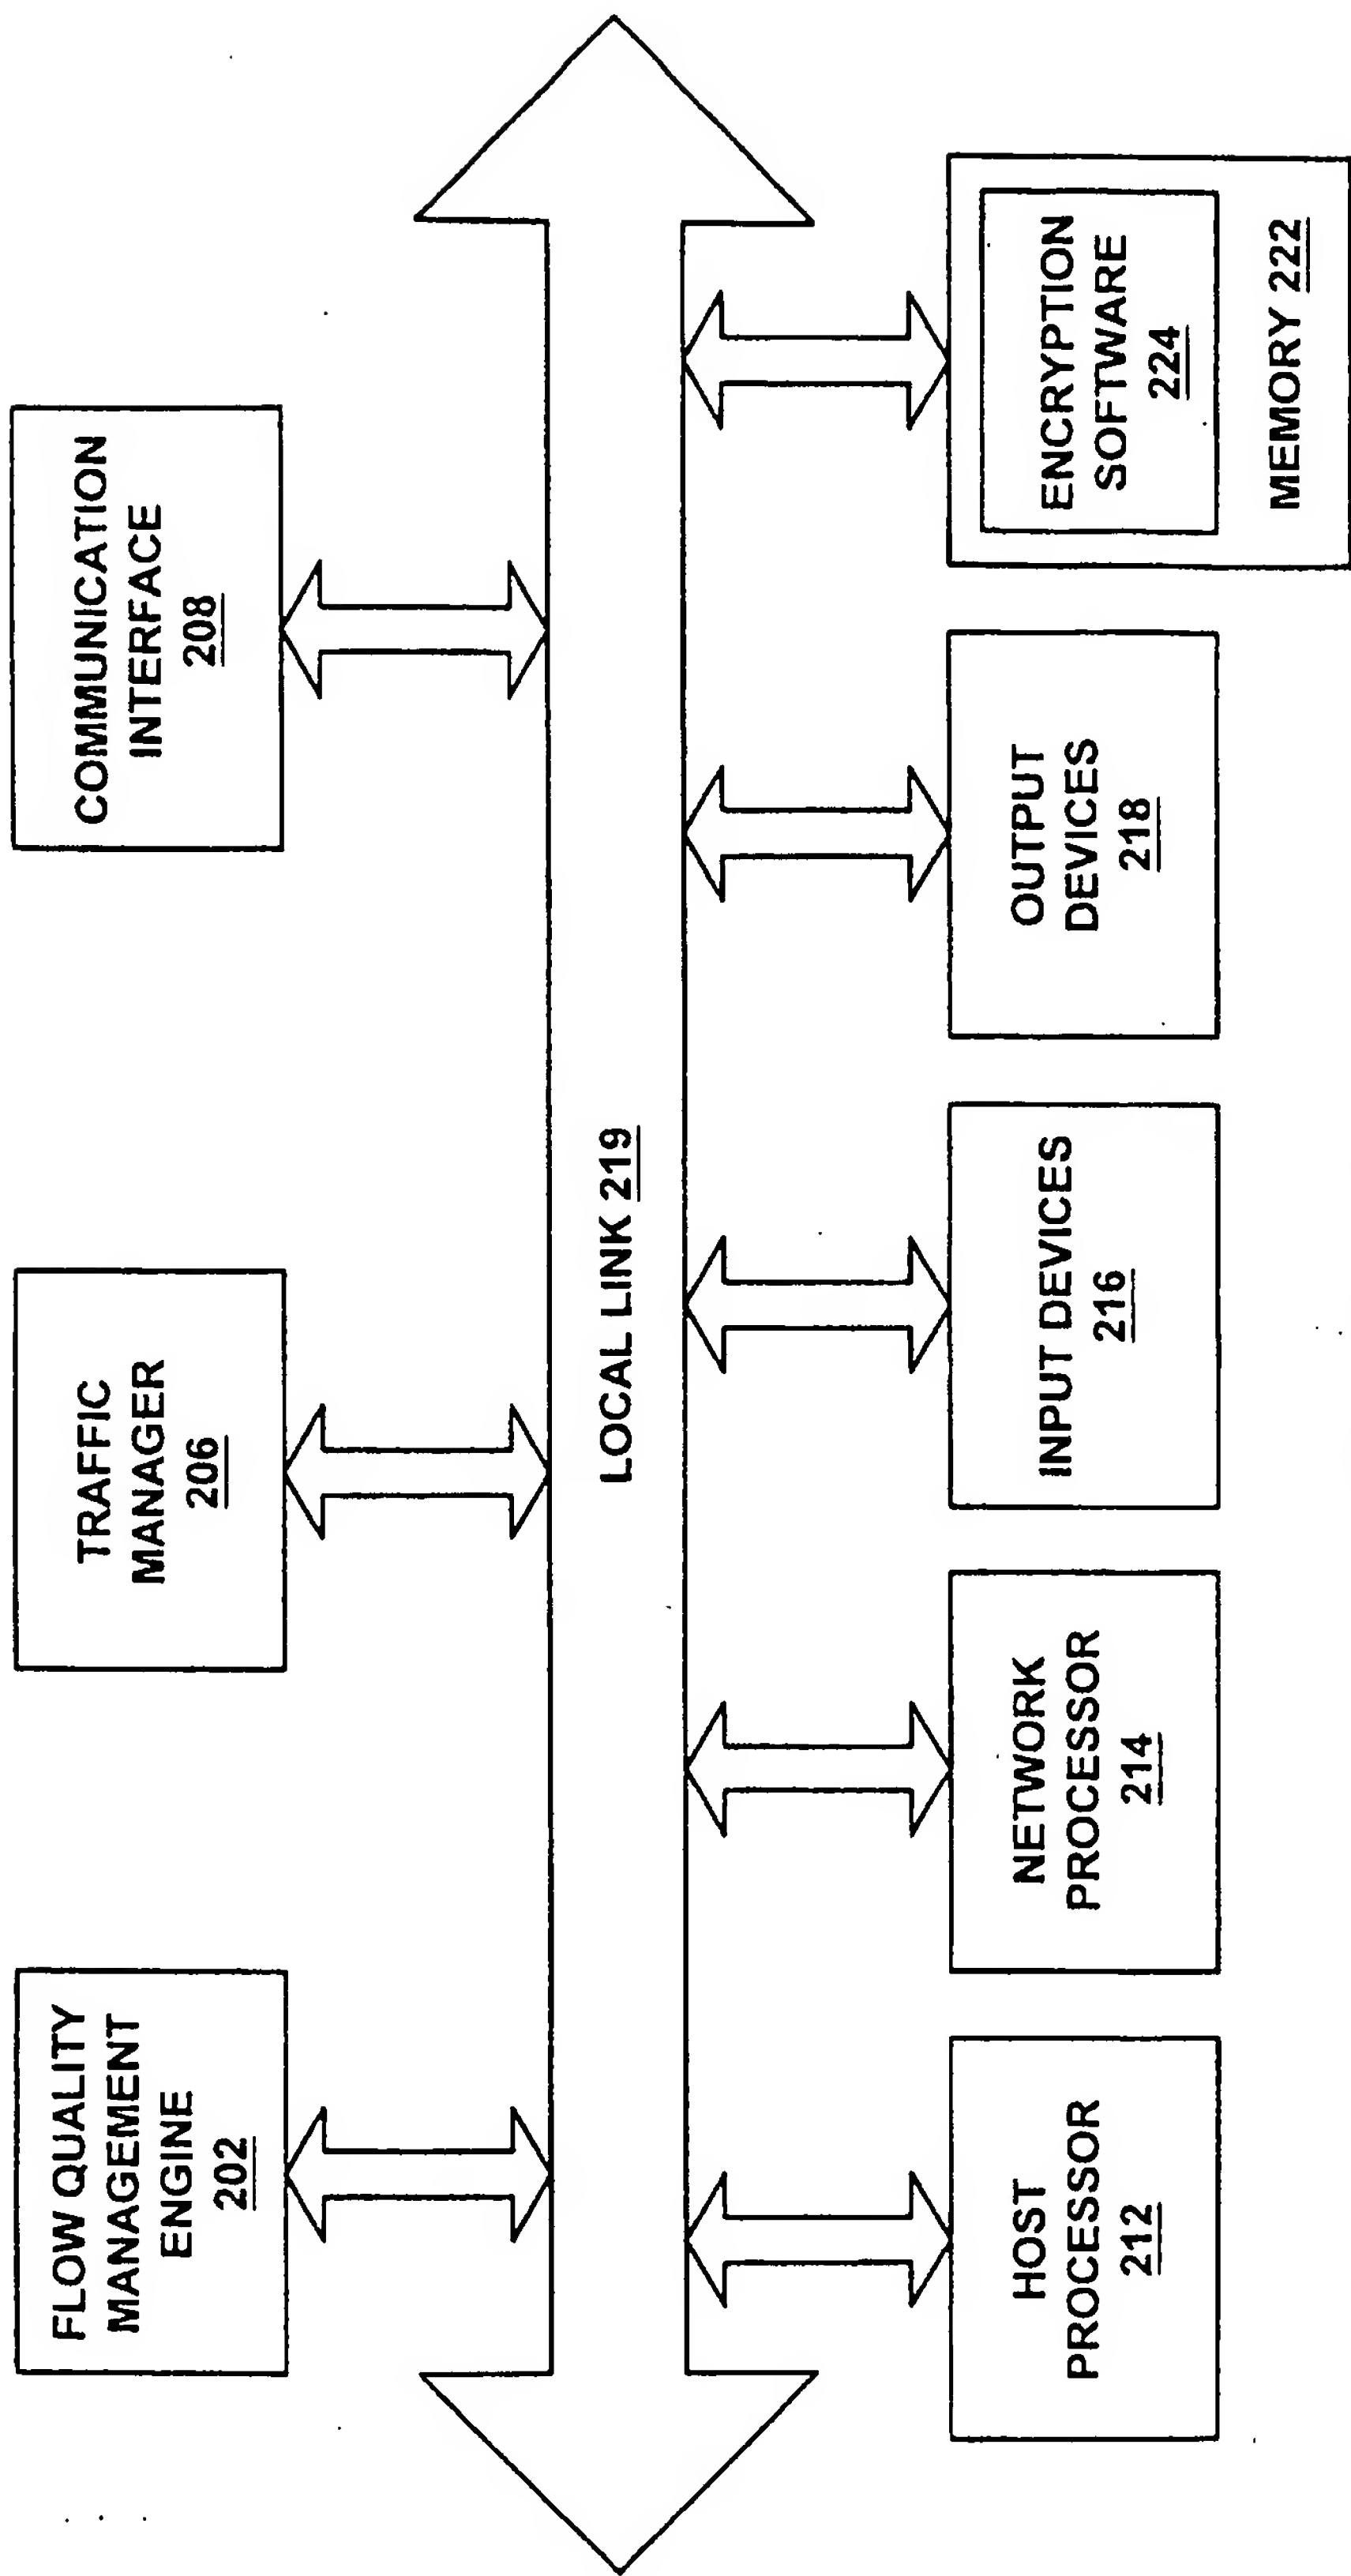 FLOW QUALITY
MANAGEMENT
ENGINE
202
TRAFFIC
MANAGER
206
COMMUNICATION
INTERFACE
208
LOCAL LINK 219
HOST
PROCESSOR
212
NETWORK
PROCESSOR
214
INPUT DEVICES
216
OUTPUT
DEVICES
218
ENCRYPTION
SOFTWARE
224
MEMORY 222